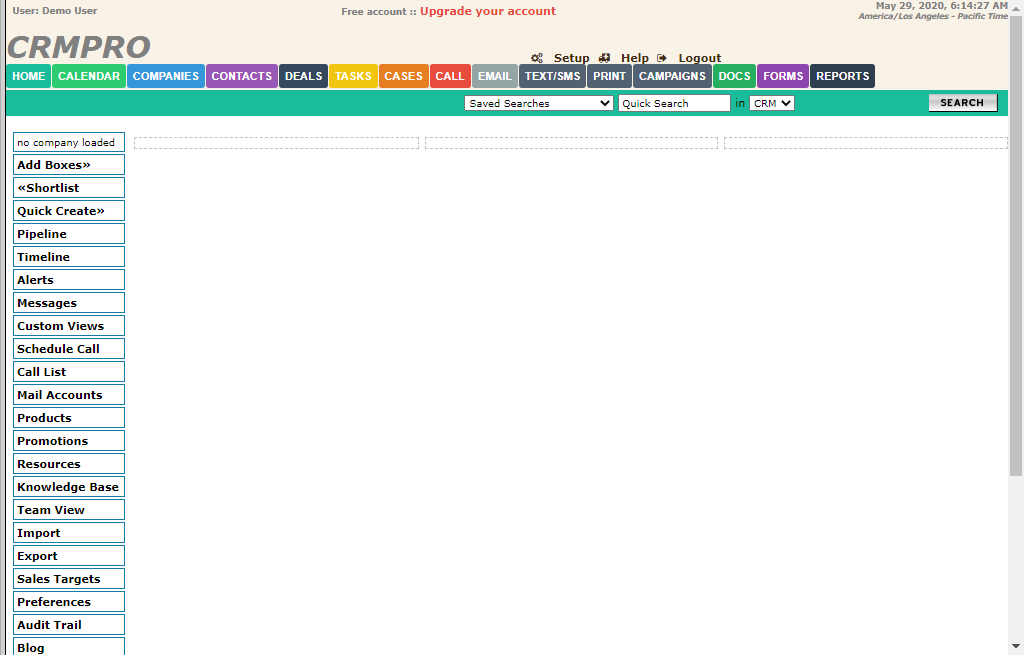 User: Demo User
Free account :: Upgrade your account
May 29, 2020, 6:14:27 AM
America/Los Angeles - Pacific Time
CRMPRO
Setup Help Logout
HOME CALENDAR COMPANIES CONTACTS DEALS TASKS CASES CALL EMAIL TEXT/SMS PRINT CAMPAIGNS DOCS FORMS REPORTS
Saved Searches Quick Search in CRM SEARCH
no company loaded
Add Boxes»
«Shortlist
Quick Create»
Pipeline
Timeline
Alerts
Messages
Custom Views
Schedule Call
Call List
Mail Accounts
Products
Promotions
Resources
Knowledge Base
Team View
Import
Export
Sales Targets
Preferences
Audit Trail
Blog